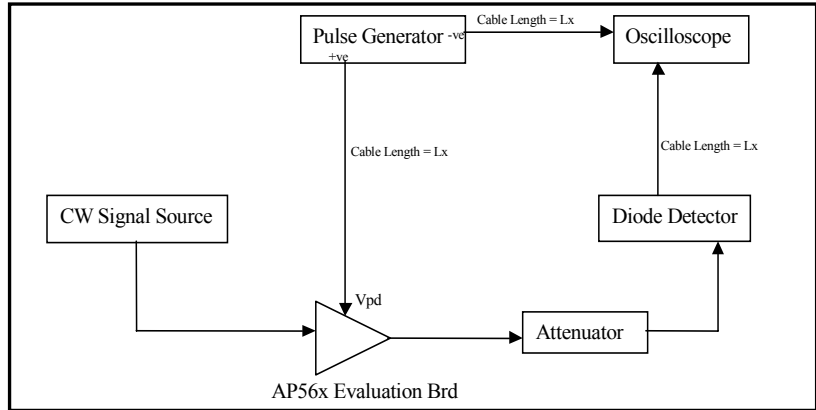 Pulse Generator -ve
+ve
Cable Length = Lx
Oscilloscope
Cable Length = Lx
Cable Length = Lx
CW Signal Source
Diode Detector
Vpd
Attenuator
AP56x Evaluation Brd